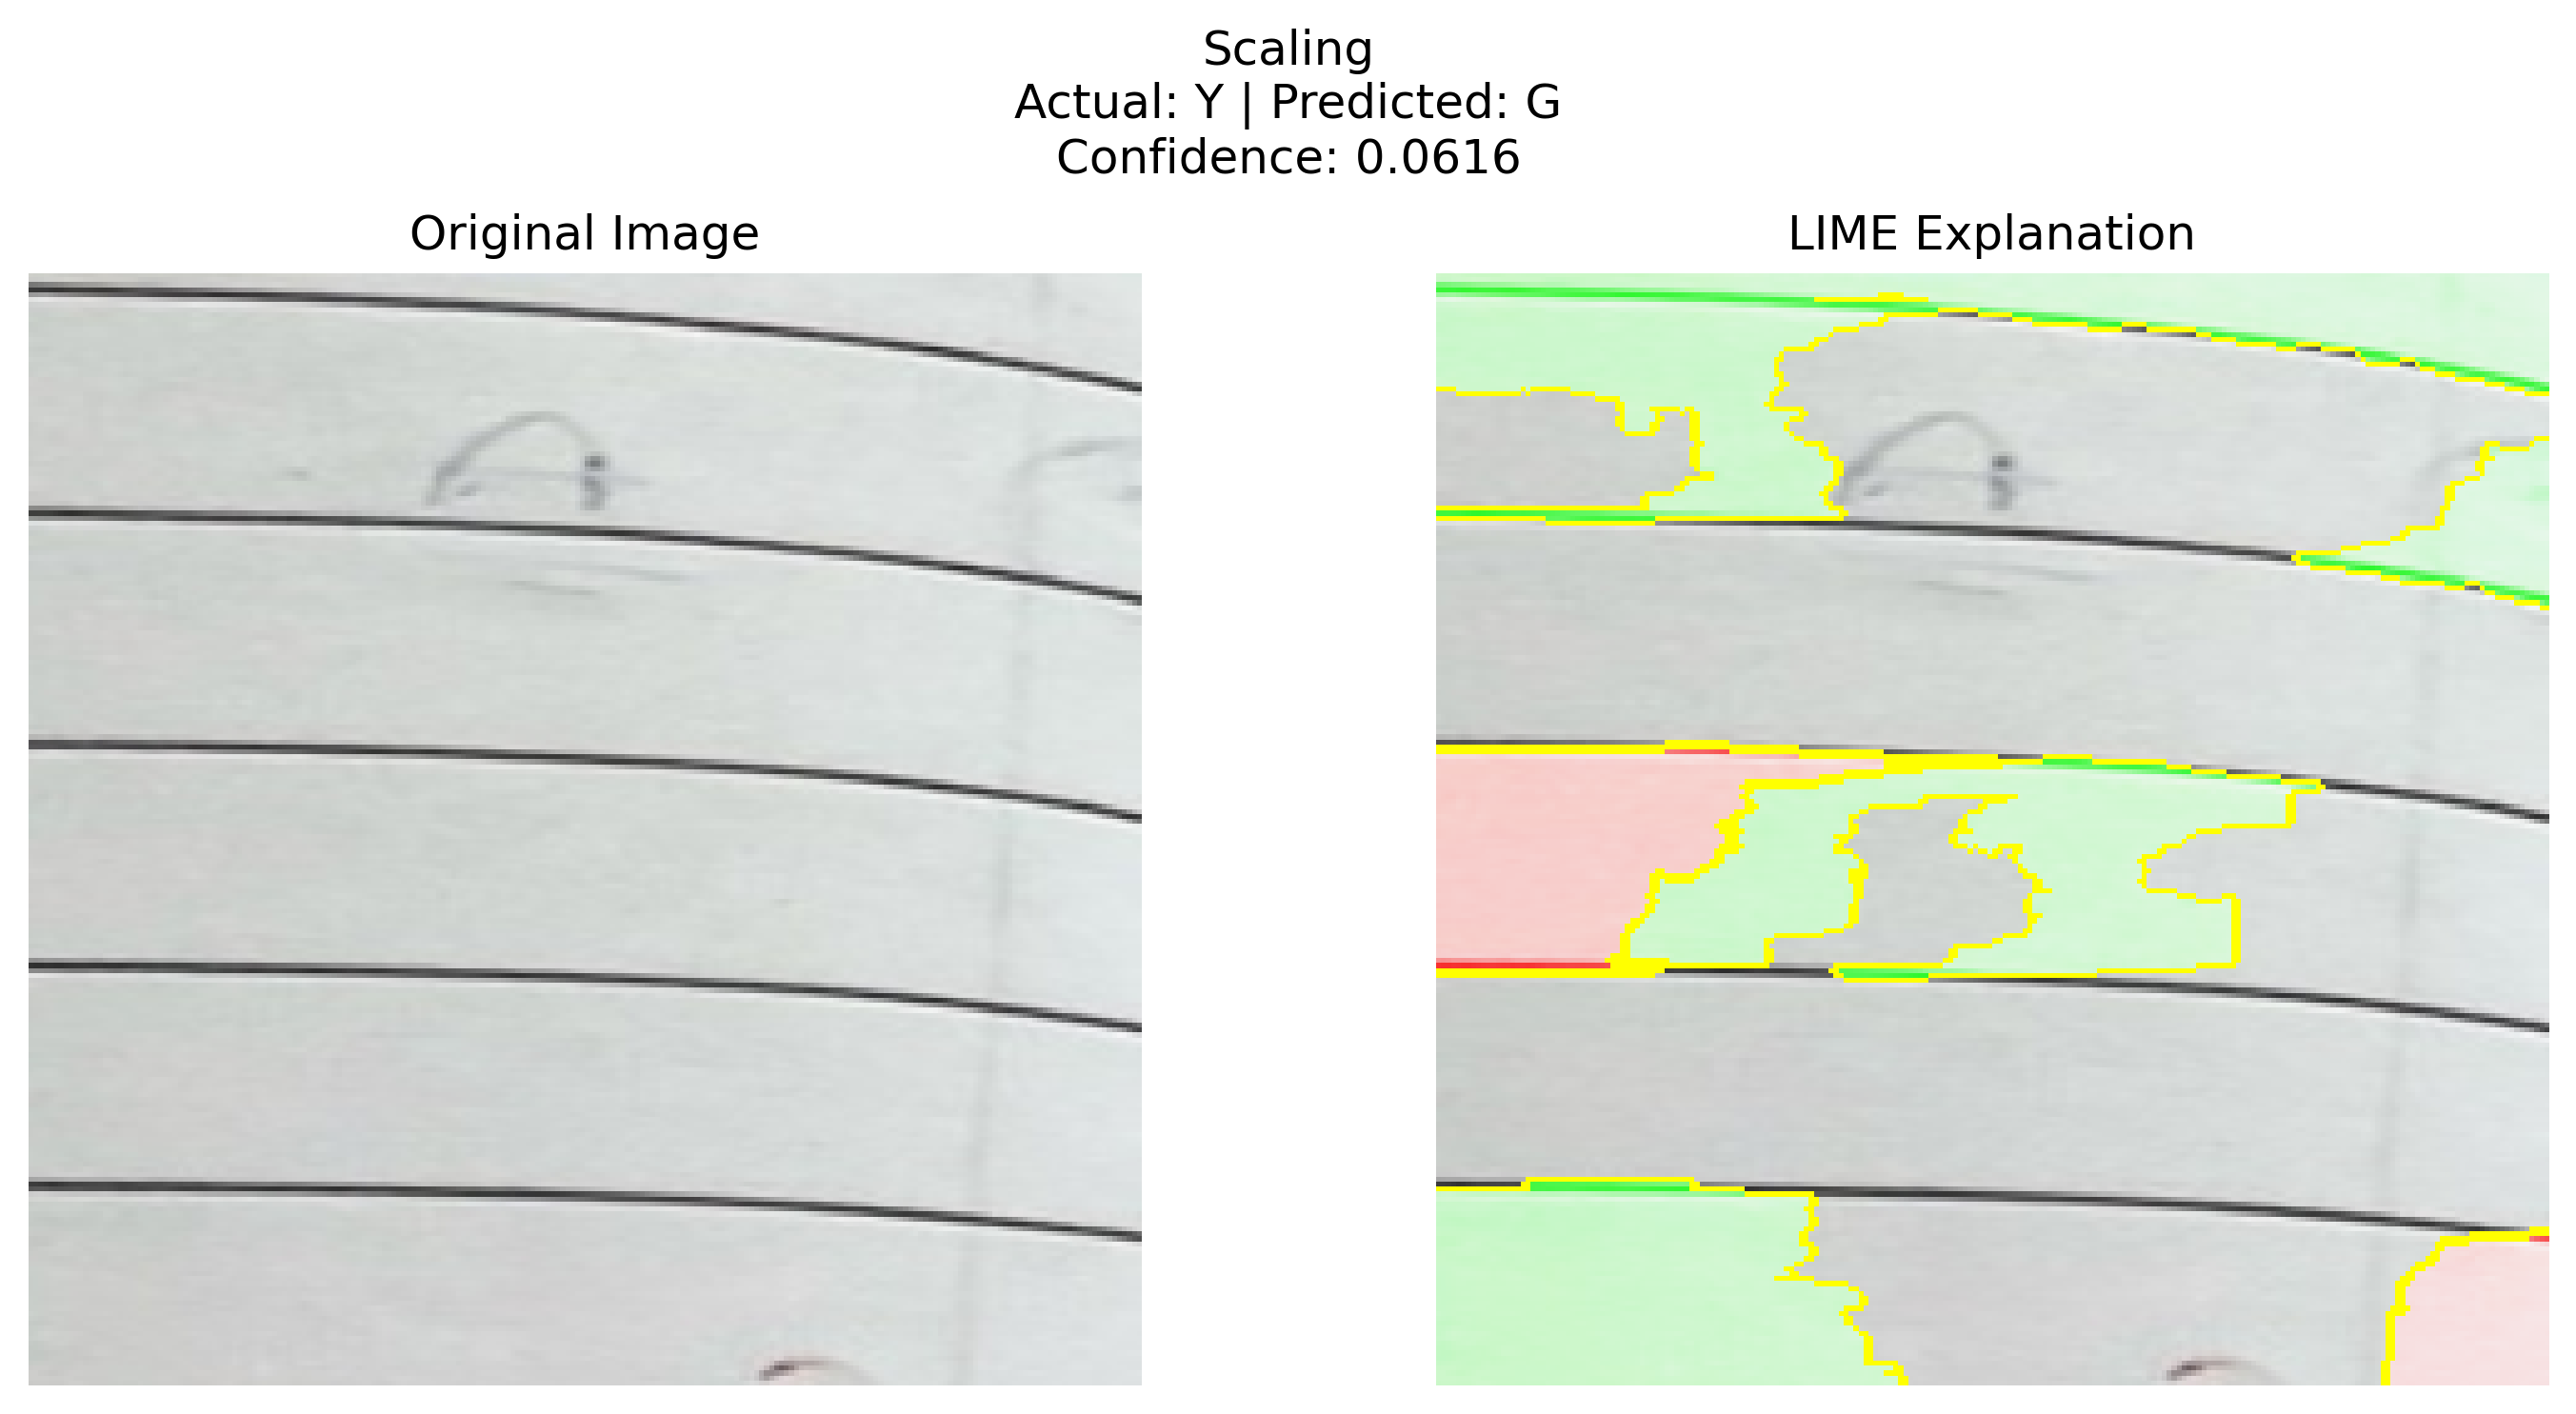 Scaling
Actual: Y | Predicted: G
Confidence: 0.0616
Original Image
LIME Explanation